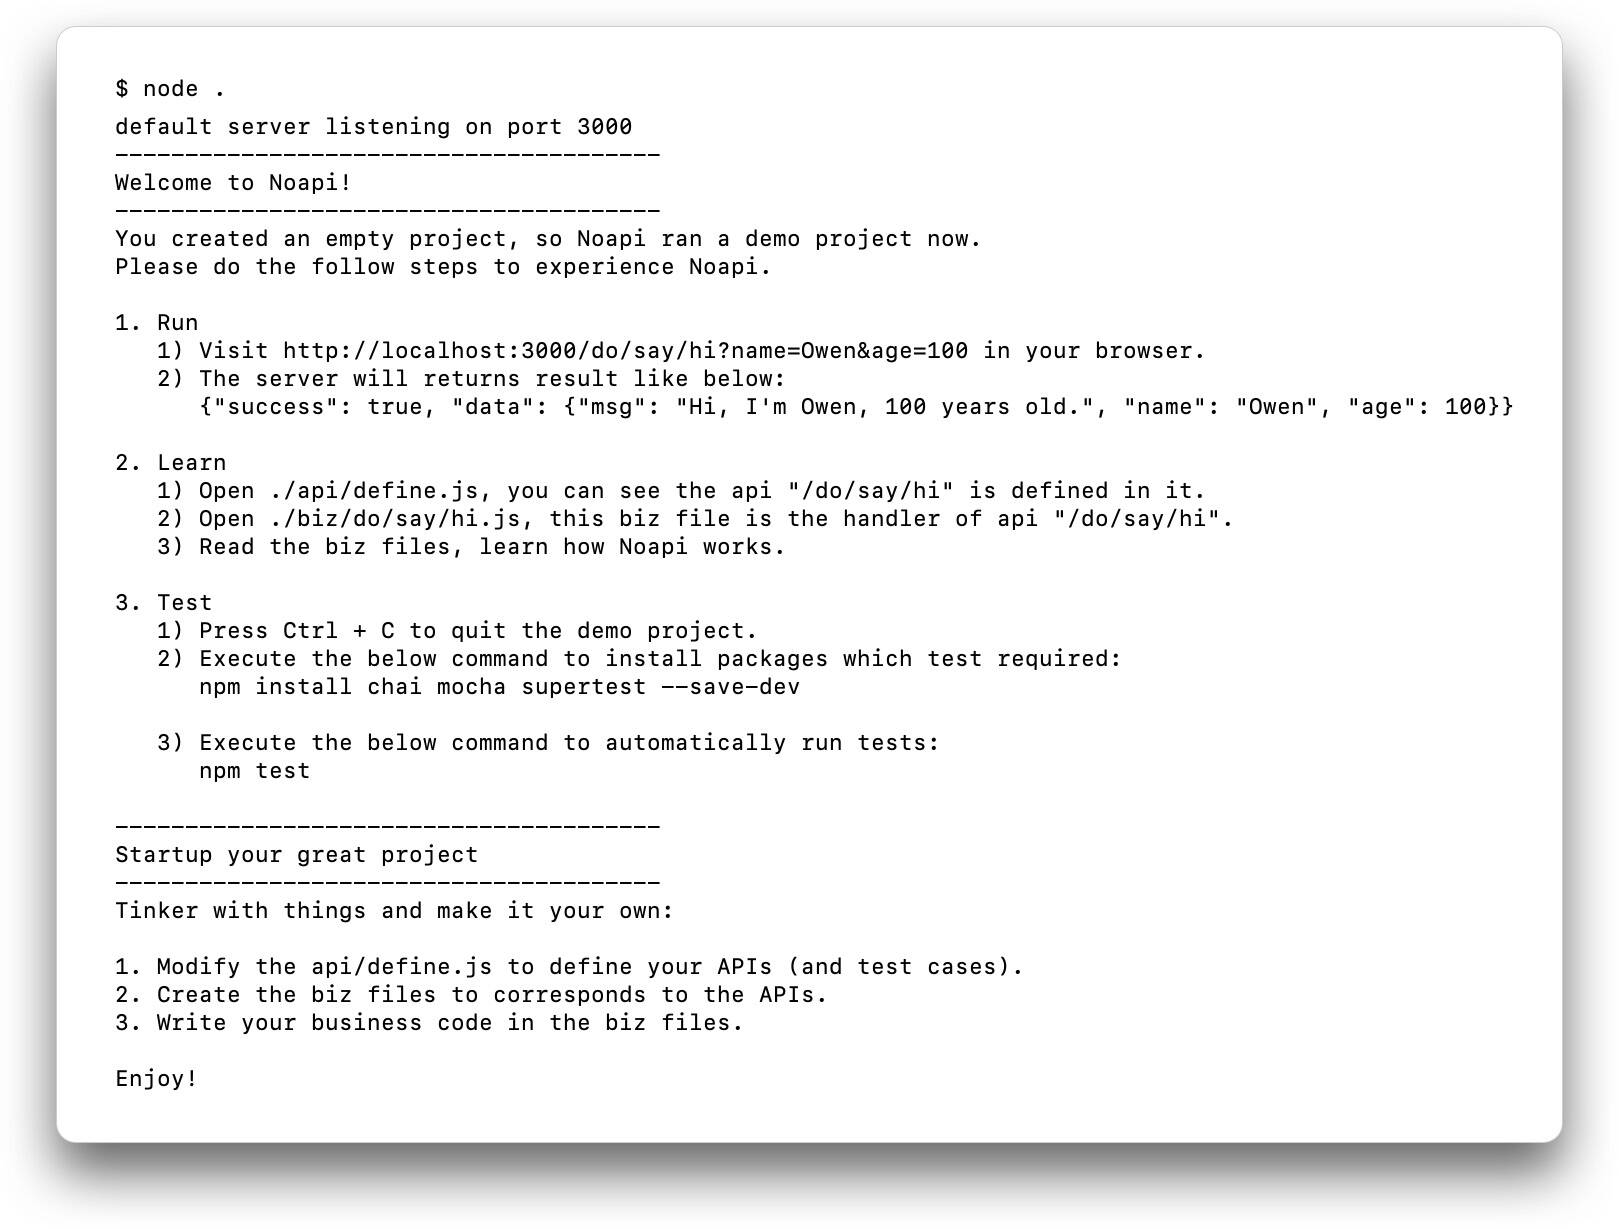 $ node .
default server listening on port 3000
---------------------------------------
Welcome to Noapi!
---------------------------------------
You created an empty project, so Noapi ran a demo project now.
Please do the follow steps to experience Noapi.

1. Run
   1) Visit http://localhost:3000/do/say/hi?name=Owen&age=100 in your browser.
   2) The server will returns result like below:
      {"success": true, "data": {"msg": "Hi, I'm Owen, 100 years old.", "name": "Owen", "age": 100}}

2. Learn
   1) Open ./api/define.js, you can see the api "/do/say/hi" is defined in it.
   2) Open ./biz/do/say/hi.js, this biz file is the handler of api "/do/say/hi".
   3) Read the biz files, learn how Noapi works.

3. Test
   1) Press Ctrl + C to quit the demo project.
   2) Execute the below command to install packages which test required:
      npm install chai mocha supertest --save-dev

   3) Execute the below command to automatically run tests:
      npm test

---------------------------------------
Startup your great project
---------------------------------------
Tinker with things and make it your own:

1. Modify the api/define.js to define your APIs (and test cases).
2. Create the biz files to corresponds to the APIs.
3. Write your business code in the biz files.

Enjoy!